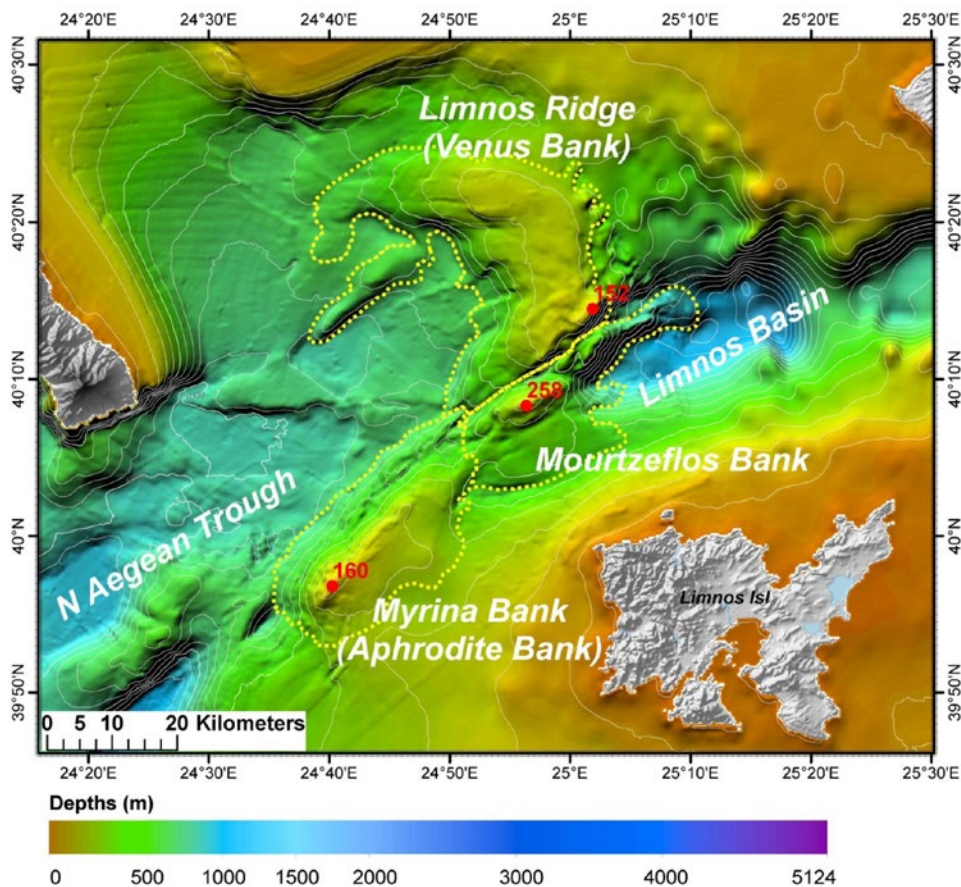 24°20'E 24°30'E 24°40'E 24°50'E 25°E 25°10'E 25°20'E 25°30'E
40°30'N 40°30'N
Limnos Ridge
(Venus Bank)
40°20'N 40°20'N
152
Limnos Basin
40°10'N 40°10'N
258
Mourtzeflos Bank
N Aegean Trough
40°N 40°N
160
Limnos Isl
Myrina Bank
(Aphrodite Bank)
39°50'N 39°50'N
0 5 10 20 Kilometers
24°20'E 24°30'E 24°40'E 24°50'E 25°E 25°10'E 25°20'E 25°30'E
Depths (m)
0 500 1000 1500 2000 3000 4000 5124